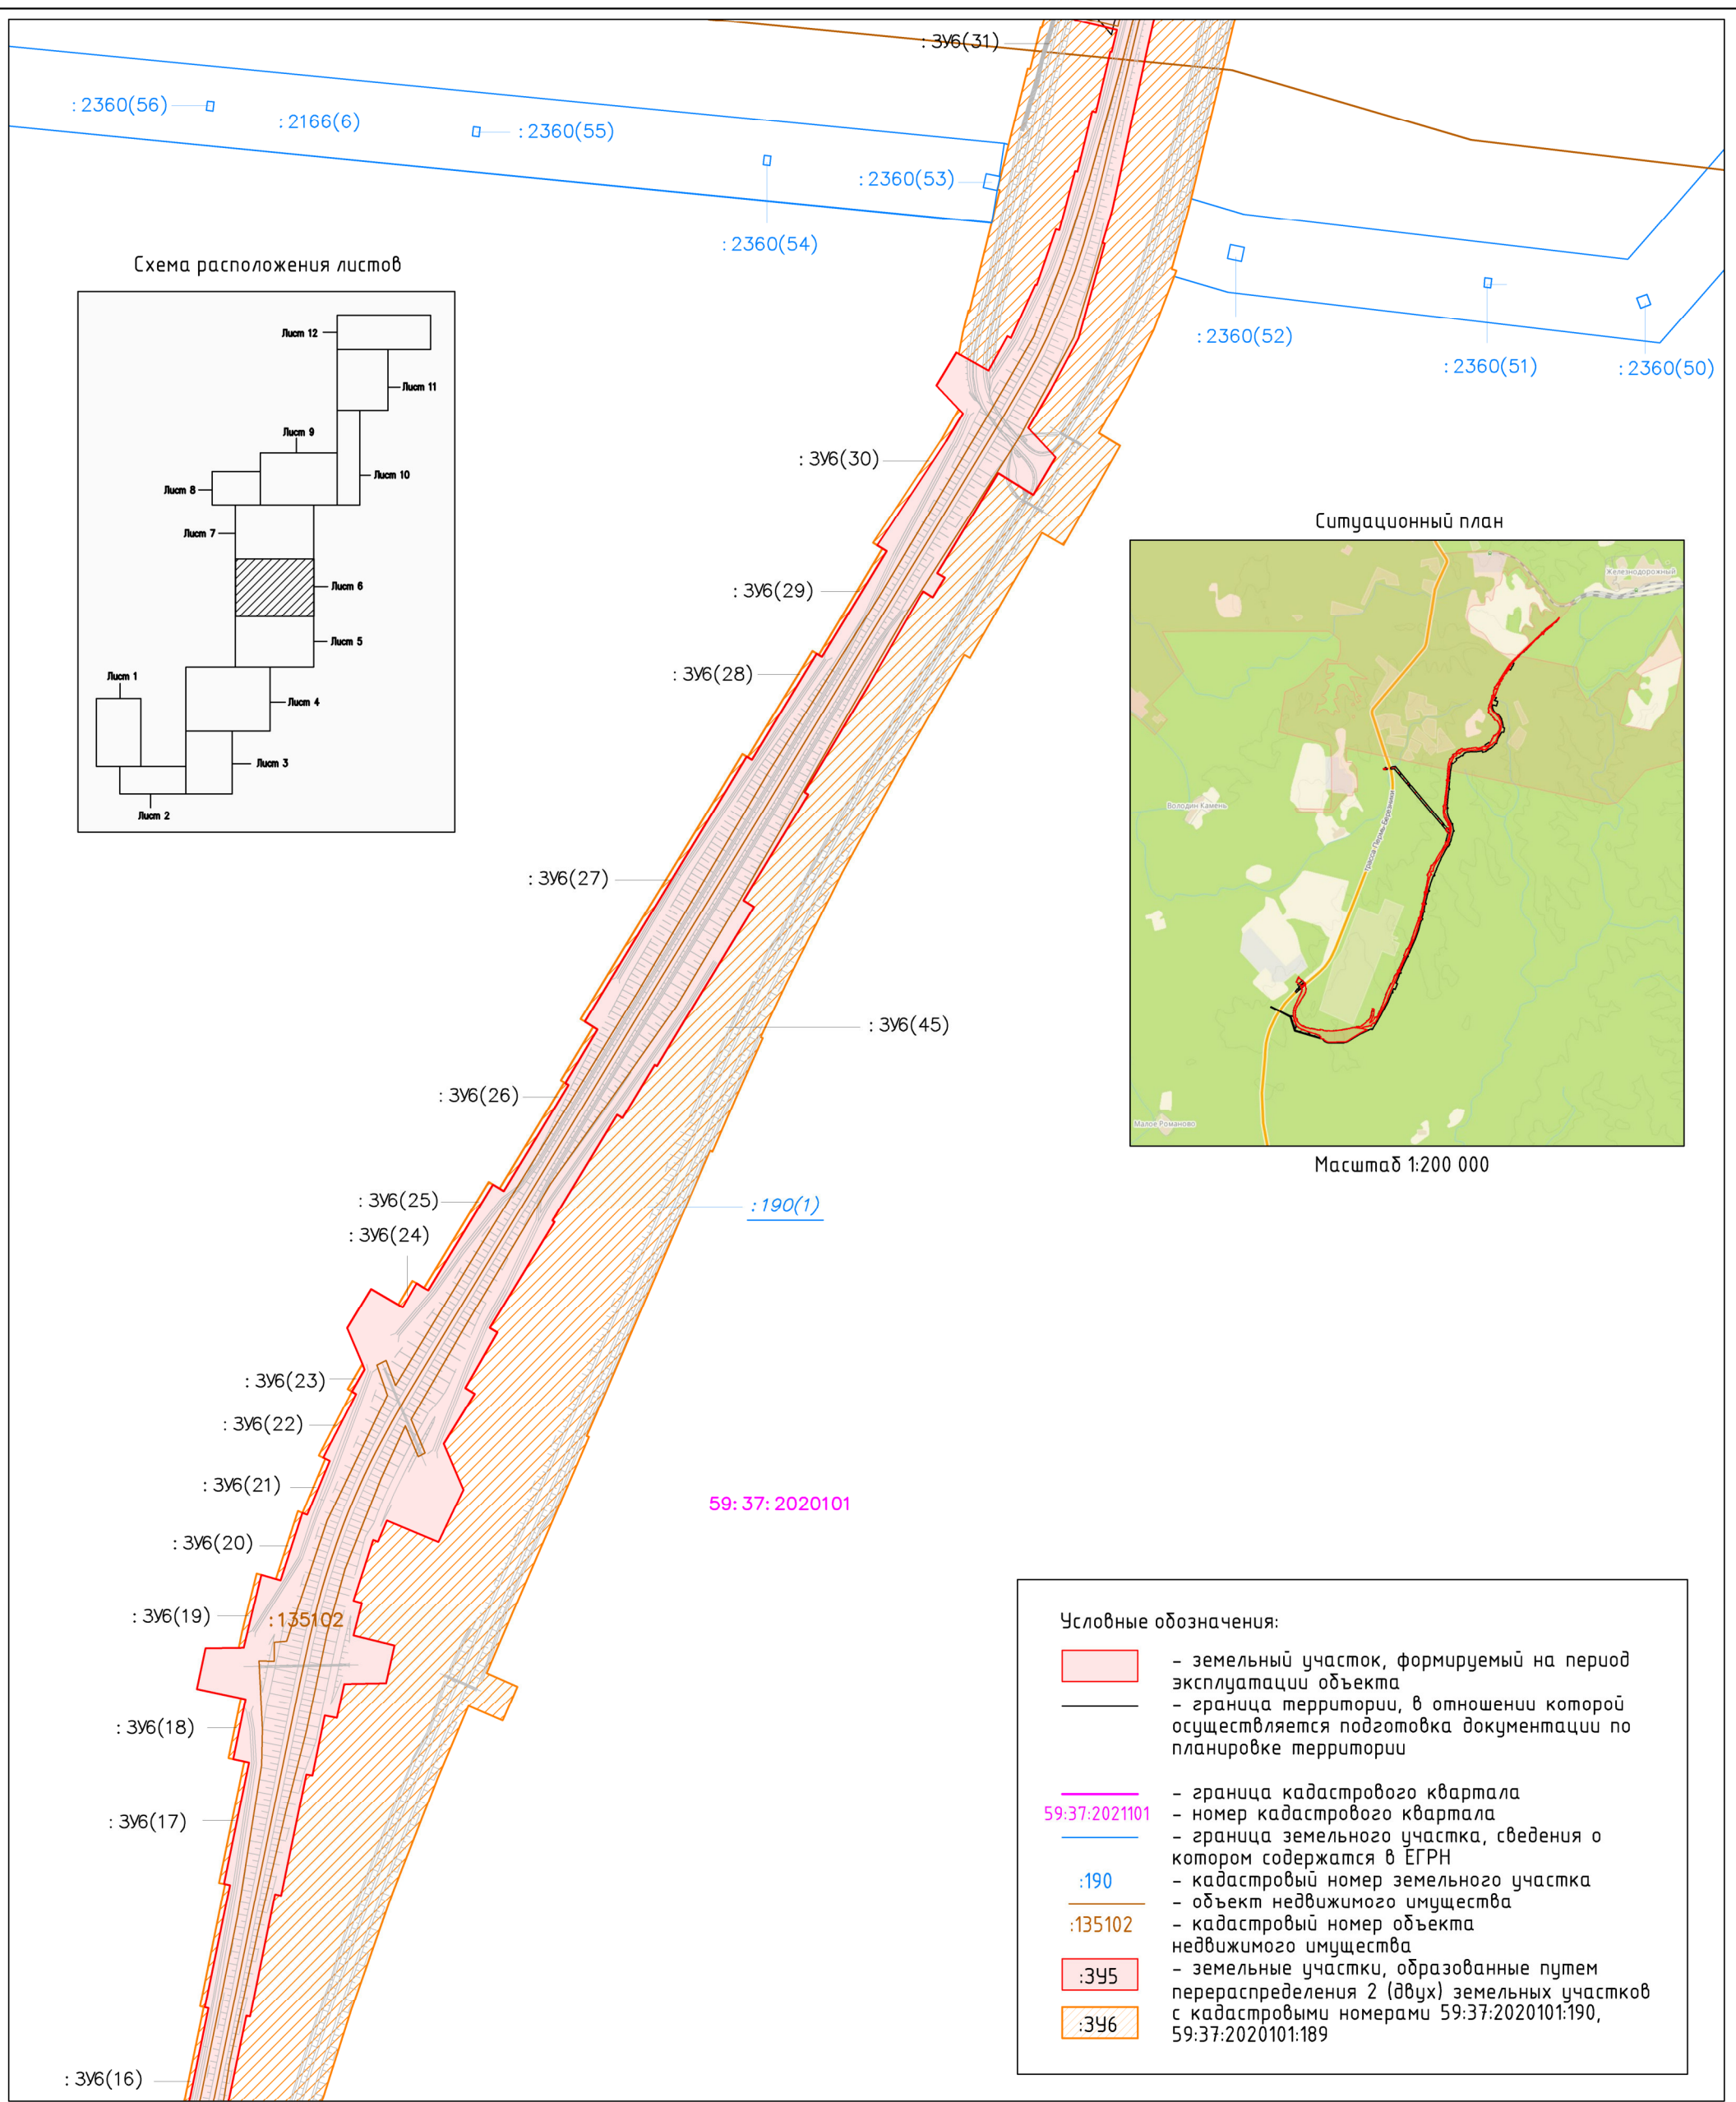 :ЗУ6(31)
:2360(56)
:2166(6)
:2360(55)
:2360(53)
:2360(54)
:2360(52)
:2360(51)
:2360(50)
Схема расположения листов
Лист 12
Лист 11
Лист 9
Лист 10
Лист 8
Лист 7
Лист 6
Лист 5
Лист 1
Лист 4
Лист 3
Лист 2
:ЗУ6(30)
:ЗУ6(29)
:ЗУ6(28)
:ЗУ6(27)
:ЗУ6(45)
:ЗУ6(26)
:ЗУ6(25)
:190(1)
:ЗУ6(24)
:ЗУ6(23)
:ЗУ6(22)
:ЗУ6(21)
:ЗУ6(20)
:ЗУ6(19)
:135102
:ЗУ6(18)
:ЗУ6(17)
:ЗУ6(16)
59:37:2020101
Ситуационный план
Железнодорожный
Володин Камень
трасса Пермь-Березники
Малое Романово
Масштаб 1:200 000
Условные обозначения:
– земельный участок, формируемый на период
эксплуатации объекта
– граница территории, в отношении которой
осуществляется подготовка документации по
планировке территории
– граница кадастрового квартала
59:37:2021101 – номер кадастрового квартала
– граница земельного участка, сведения о
котором содержатся в ЕГРН
:190 – кадастровый номер земельного участка
– объект недвижимого имущества
:135102 – кадастровый номер объекта
недвижимого имущества
:ЗУ5 – земельные участки, образованные путем
перераспределения 2 (двух) земельных участков
:ЗУ6 с кадастровыми номерами 59:37:2020101:190,
59:37:2020101:189